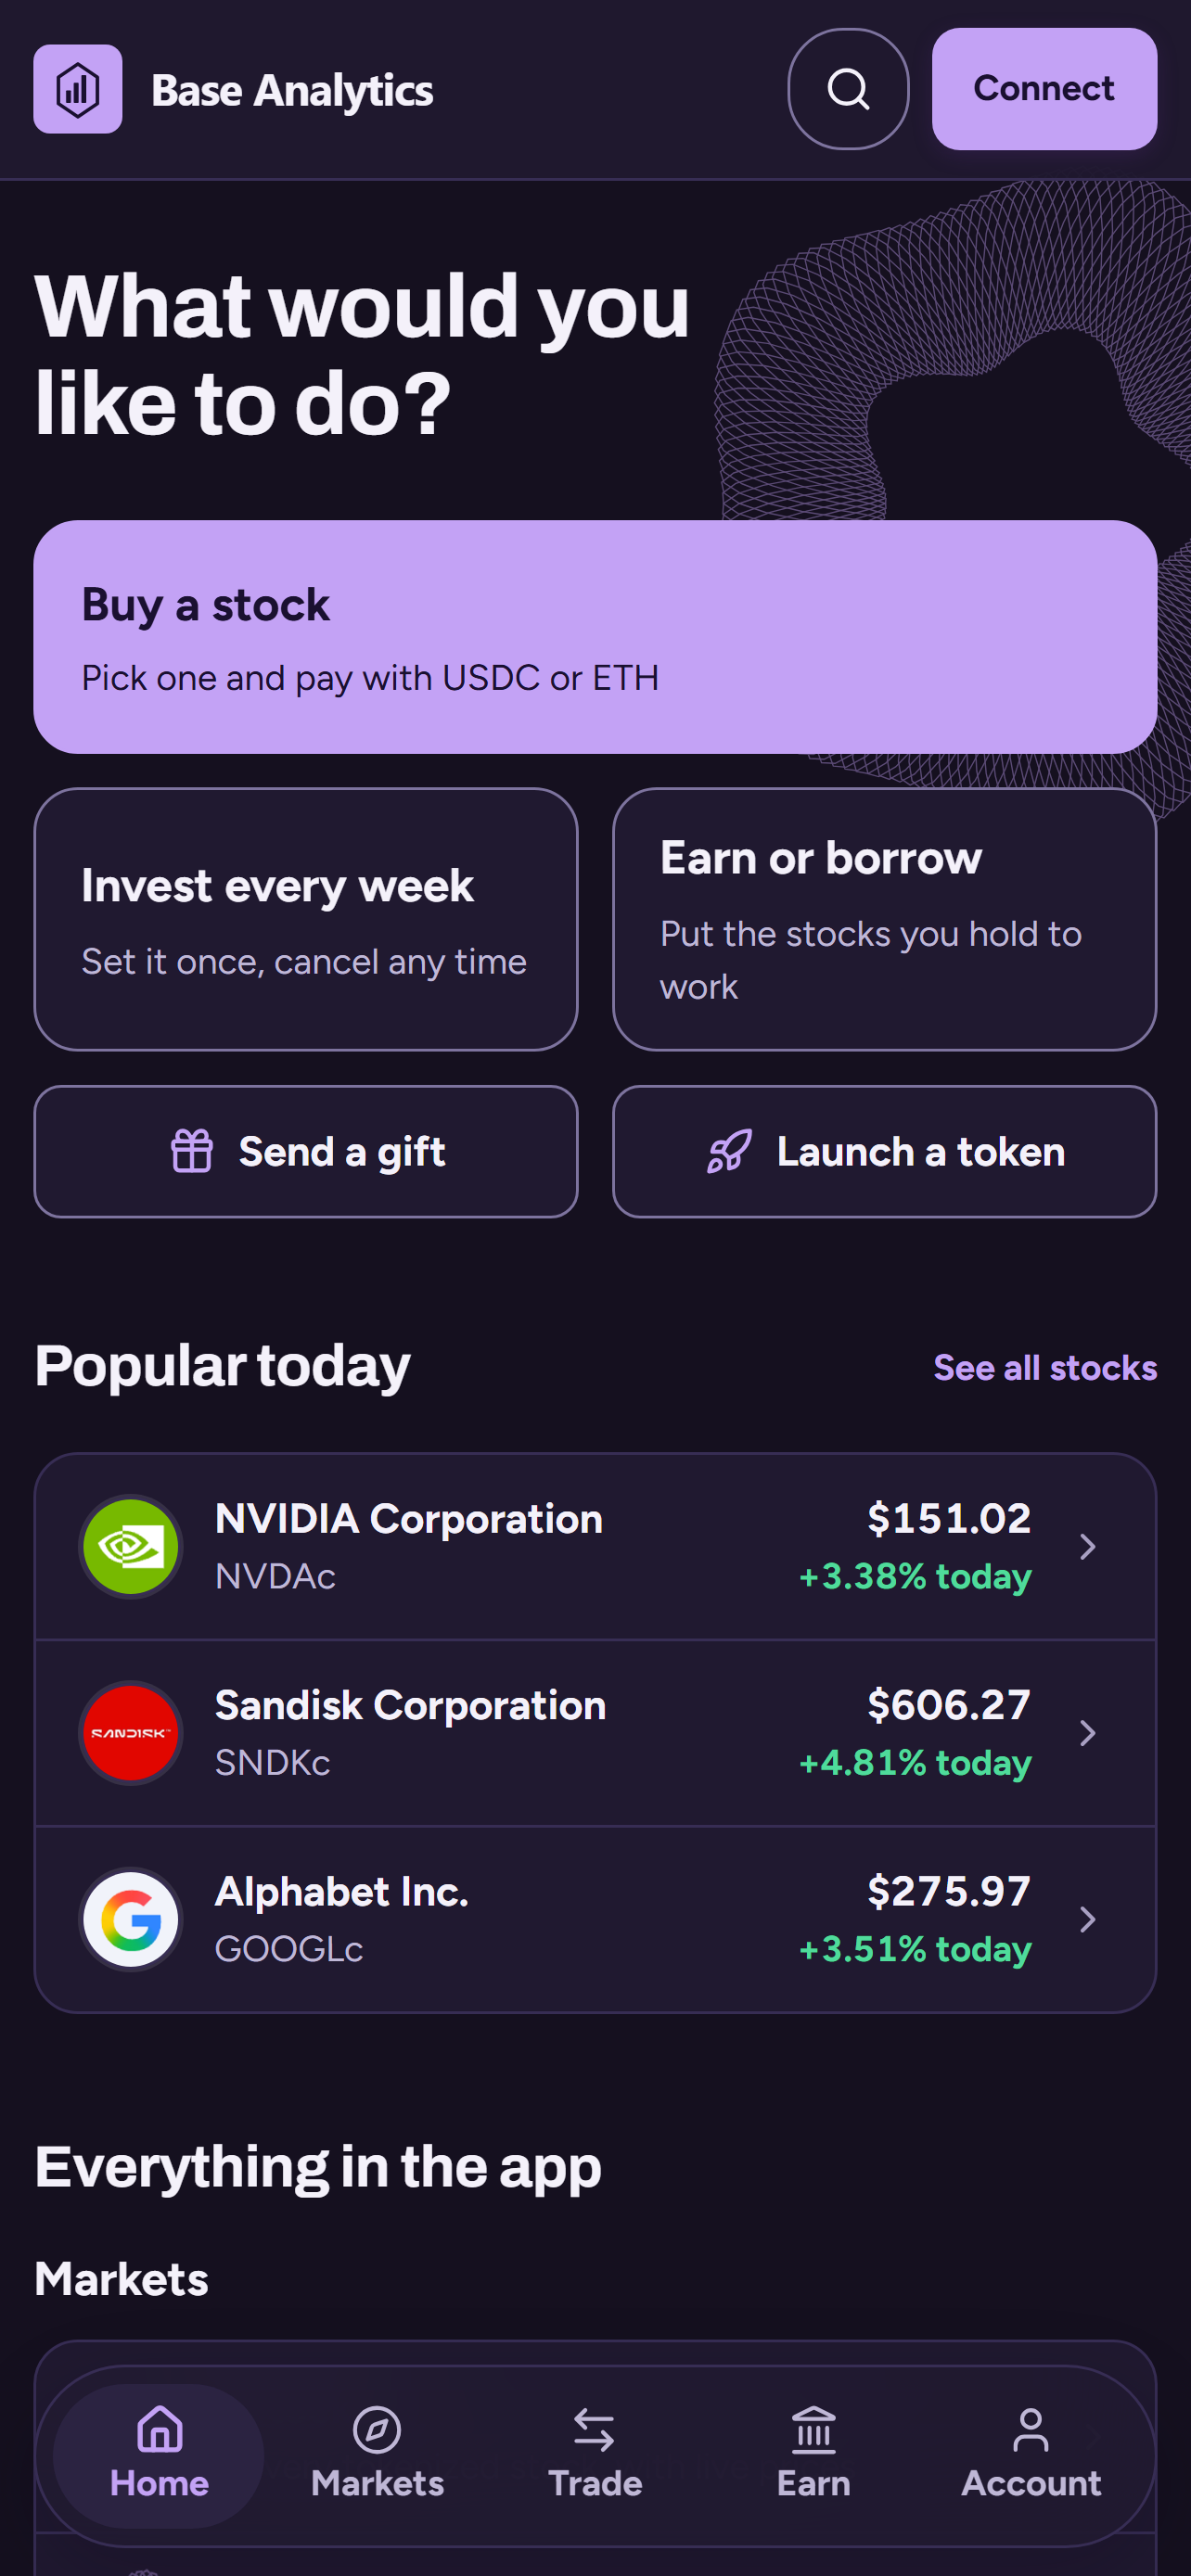 Base Analytics
Connect
What would you
like to do?
Buy a stock
Pick one and pay with USDC or ETH
Invest every week
Set it once, cancel any time
Earn or borrow
Put the stocks you hold to
work
Send a gift
Launch a token
Popular today
See all stocks
NVIDIA Corporation
$151.02
NVDAc
+3.38% today
SANDISK
Sandisk Corporation
$606.27
SNDKc
+4.81% today
Alphabet Inc.
$275.97
GOOGLc
+3.51% today
Everything in the app
Markets
Home
Markets
Trade
Earn
Account